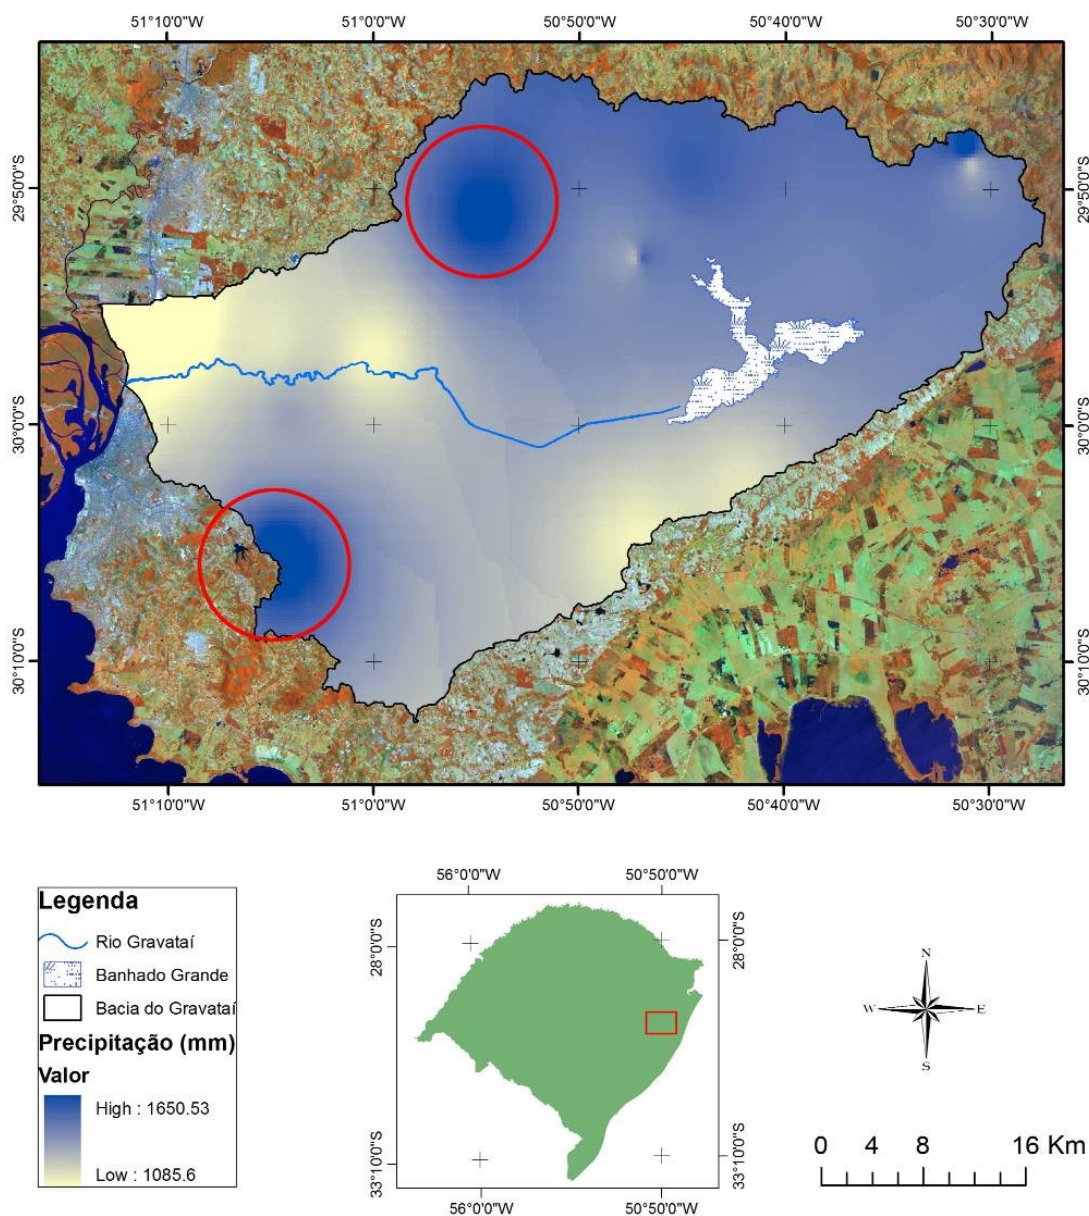 51°10'0"W 51°0'0"W 50°50'0"W 50°40'0"W 50°30'0"W
29°50'0"S 29°50'0"S
30°0'0"S 30°0'0"S
30°10'0"S 30°10'0"S
51°10'0"W 51°0'0"W 50°50'0"W 50°40'0"W 50°30'0"W
Legenda
Rio Gravataí
Banhado Grande
Bacia do Gravataí
Precipitação (mm)
Valor
High : 1650.53
Low : 1085.6
56°0'0"W 50°50'0"W
28°0'0"S 28°0'0"S
33°10'0"S 33°10'0"S
56°0'0"W 50°50'0"W
N
W E
S
0 4 8 16 Km